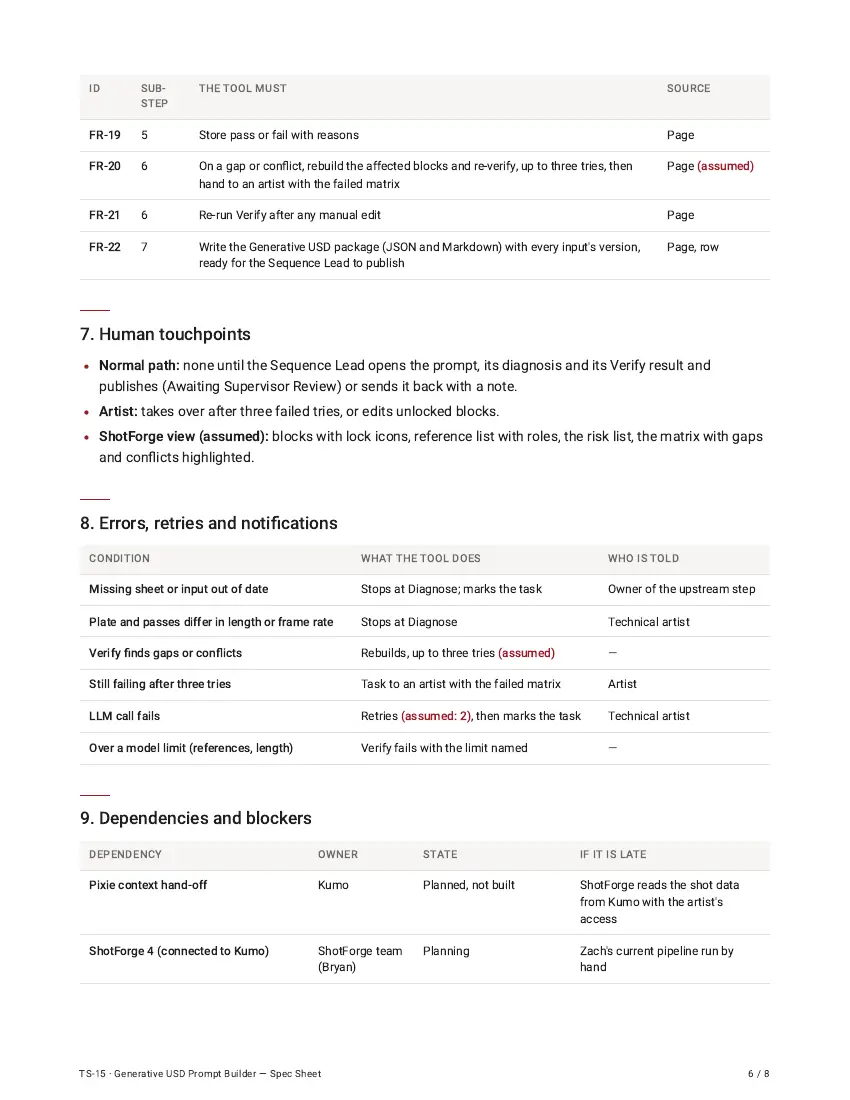 ID SUB- THE TOOL MUST SOURCE
STEP
FR-19 5 Store pass or fail with reasons Page
FR-20 6 On a gap or conflict, rebuild the affected blocks and re-verify, up to three tries, then Page (assumed)
hand to an artist with the failed matrix
FR-21 6 Re-run Verify after any manual edit Page
FR-22 7 Write the Generative USD package (JSON and Markdown) with every input's version, Page, row
ready for the Sequence Lead to publish
7. Human touchpoints
• Normal path: none until the Sequence Lead opens the prompt, its diagnosis and its Verify result and
publishes (Awaiting Supervisor Review) or sends it back with a note.
• Artist: takes over after three failed tries, or edits unlocked blocks.
• ShotForge view (assumed): blocks with lock icons, reference list with roles, the risk list, the matrix with gaps
and conflicts highlighted.
8. Errors, retries and notifications
CONDITION WHAT THE TOOL DOES WHO IS TOLD
Missing sheet or input out of date Stops at Diagnose; marks the task Owner of the upstream step
Plate and passes differ in length or frame rate Stops at Diagnose Technical artist
Verify finds gaps or conflicts Rebuilds, up to three tries (assumed) —
Still failing after three tries Task to an artist with the failed matrix Artist
LLM call fails Retries (assumed: 2), then marks the task Technical artist
Over a model limit (references, length) Verify fails with the limit named —
9. Dependencies and blockers
DEPENDENCY OWNER STATE IF IT IS LATE
Pixie context hand-off Kumo Planned, not built ShotForge reads the shot data
from Kumo with the artist's
access
ShotForge 4 (connected to Kumo) ShotForge team Planning Zach's current pipeline run by
(Bryan) hand
TS-15 · Generative USD Prompt Builder — Spec Sheet 6 / 8